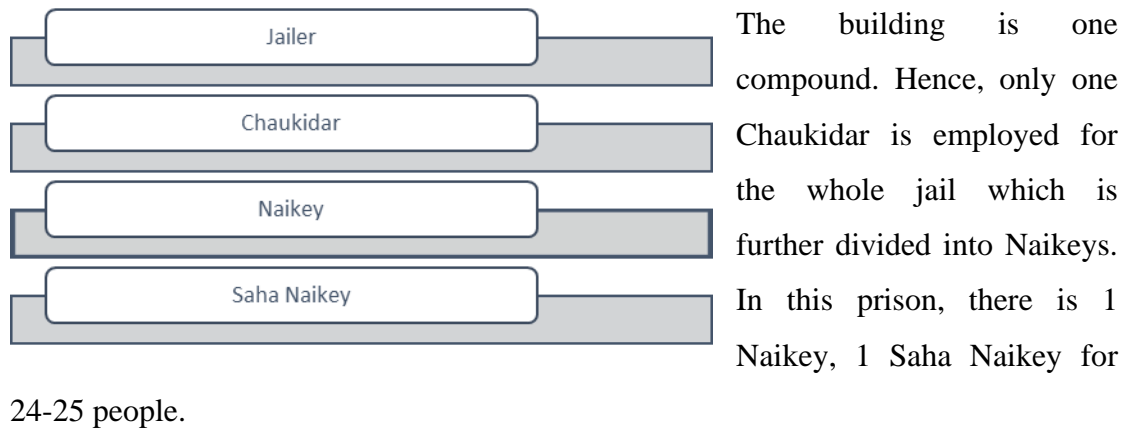 Jailer
Chaukidar
Naikey
Saha Naikey
The building is one
compound. Hence, only one
Chaukidar is employed for
the whole jail which is
further divided into Naikeys.
In this prison, there is 1
Naikey, 1 Saha Naikey for
24-25 people.